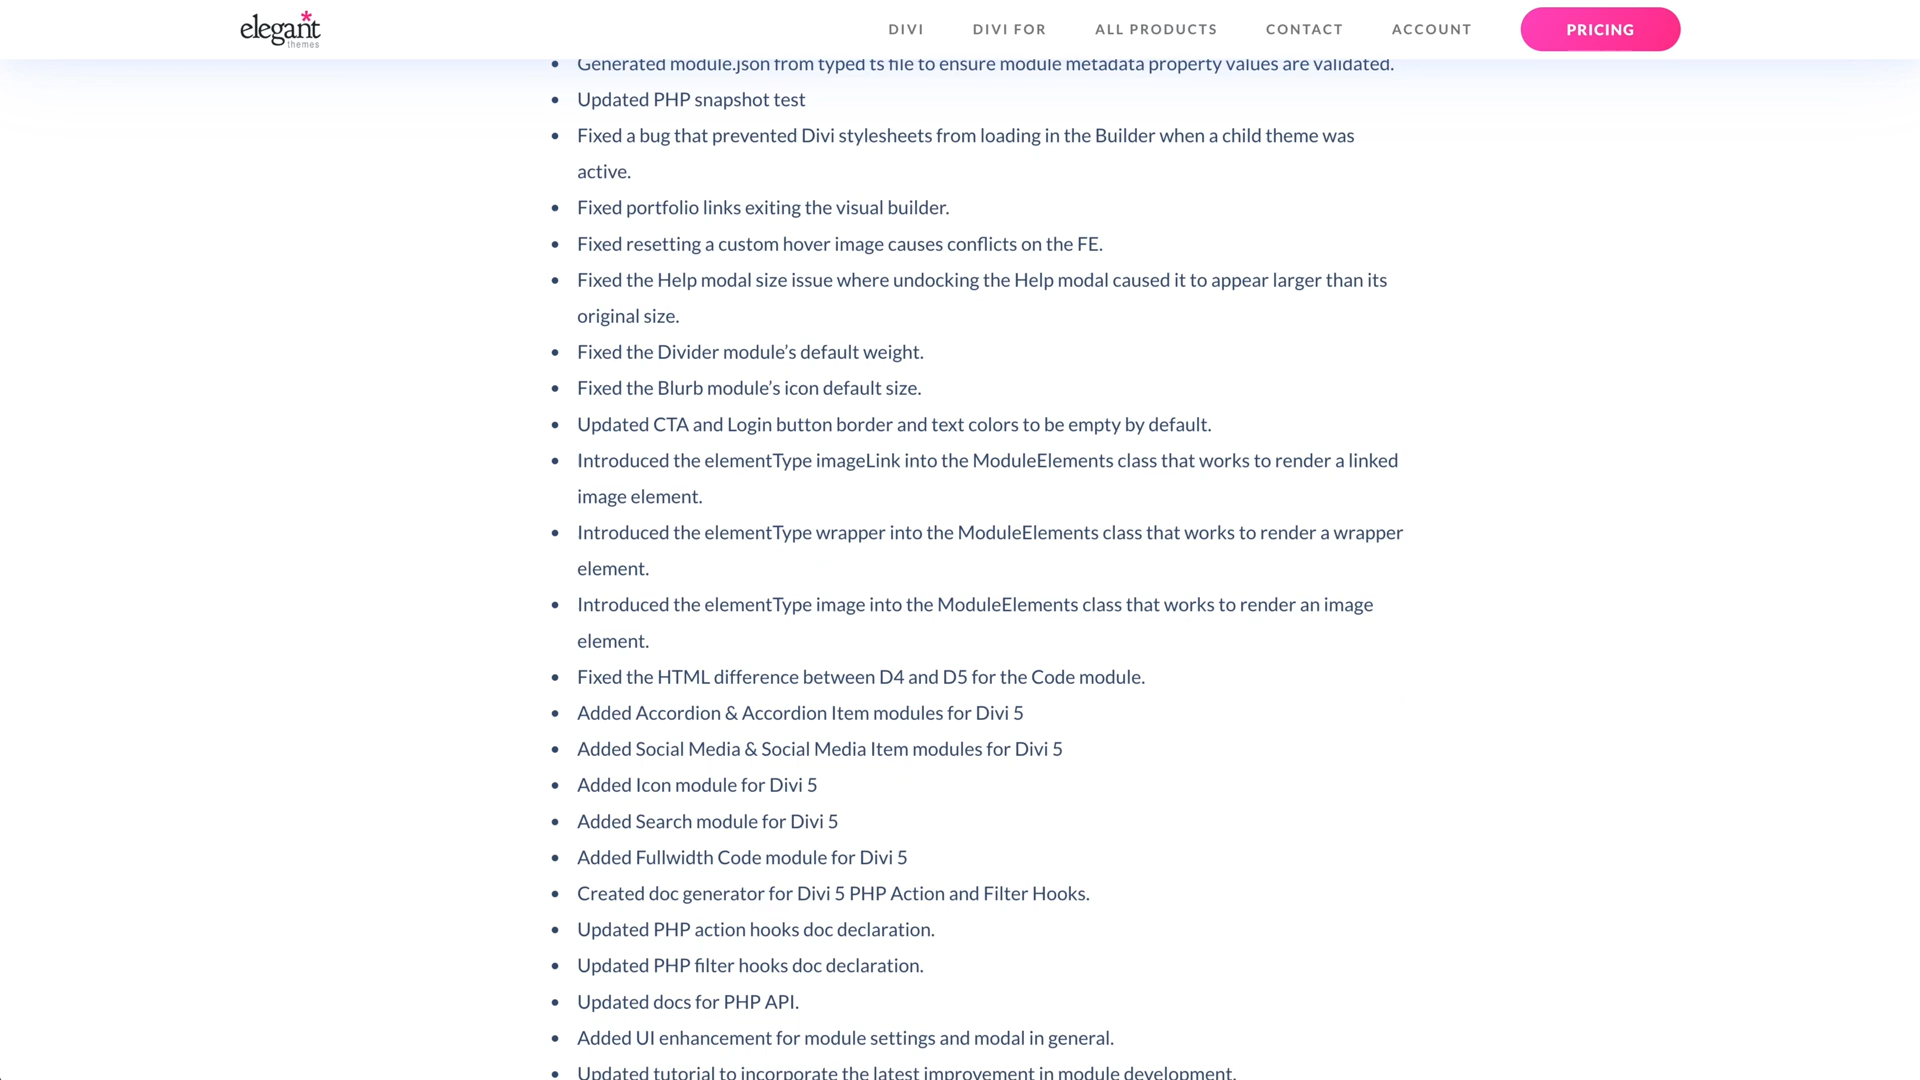 elegant
themes
DIVI
DIVI FOR
ALL PRODUCTS
CONTACT
ACCOUNT
PRICING
Generated module.json from typed ts file to ensure module metadata property values are validated.
Updated PHP snapshot test
Fixed a bug that prevented Divi stylesheets from loading in the Builder when a child theme was
active.
Fixed portfolio links exiting the visual builder.
Fixed resetting a custom hover image causes conflicts on the FE.
Fixed the Help modal size issue where undocking the Help modal caused it to appear larger than its
original size.
Fixed the Divider module’s default weight.
Fixed the Blurb module’s icon default size.
Updated CTA and Login button border and text colors to be empty by default.
Introduced the elementType imageLink into the ModuleElements class that works to render a linked
image element.
Introduced the elementType wrapper into the ModuleElements class that works to render a wrapper
element.
Introduced the elementType image into the ModuleElements class that works to render an image
element.
Fixed the HTML difference between D4 and D5 for the Code module.
Added Accordion & Accordion Item modules for Divi 5
Added Social Media & Social Media Item modules for Divi 5
Added Icon module for Divi 5
Added Search module for Divi 5
Added Fullwidth Code module for Divi 5
Created doc generator for Divi 5 PHP Action and Filter Hooks.
Updated PHP action hooks doc declaration.
Updated PHP filter hooks doc declaration.
Updated docs for PHP API.
Added UI enhancement for module settings and modal in general.
Updated tutorial to incorporate the latest improvement in module development.